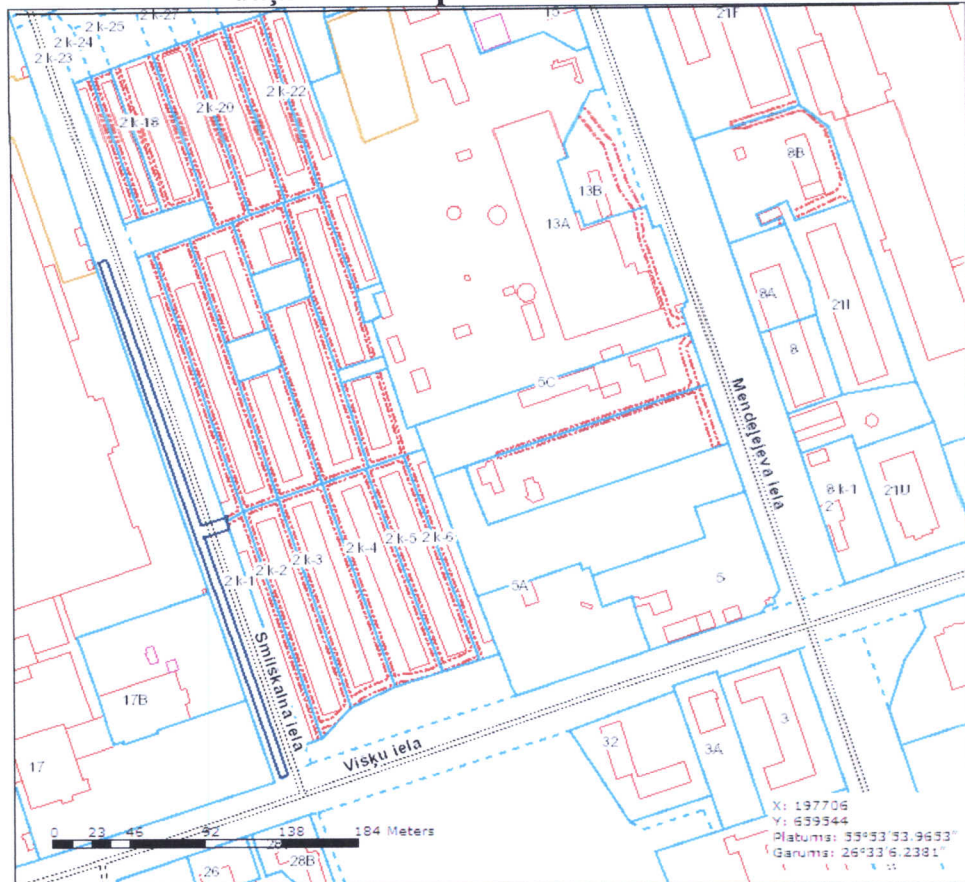 2 k-27
2 k-25
2 k-24
2 k-23
15
21F
2 k-22
2 k-20
2 k-18
8B
13B
13A
8A
21I
8
5C
Mendeļejeva iela
8 k-1
21U
2
2 k-6
2 k-5
2 k-4
2 k-3
2 k-2
2 k-1
5A
5
Smilškalna iela
17B
17
Višķu iela
32
3A
3
0 23 46 92 138 184 Meters
26
28B
X: 197706
Y: 659544
Platums: 55°53'53.9653"
Garums: 26°33'6.2381"